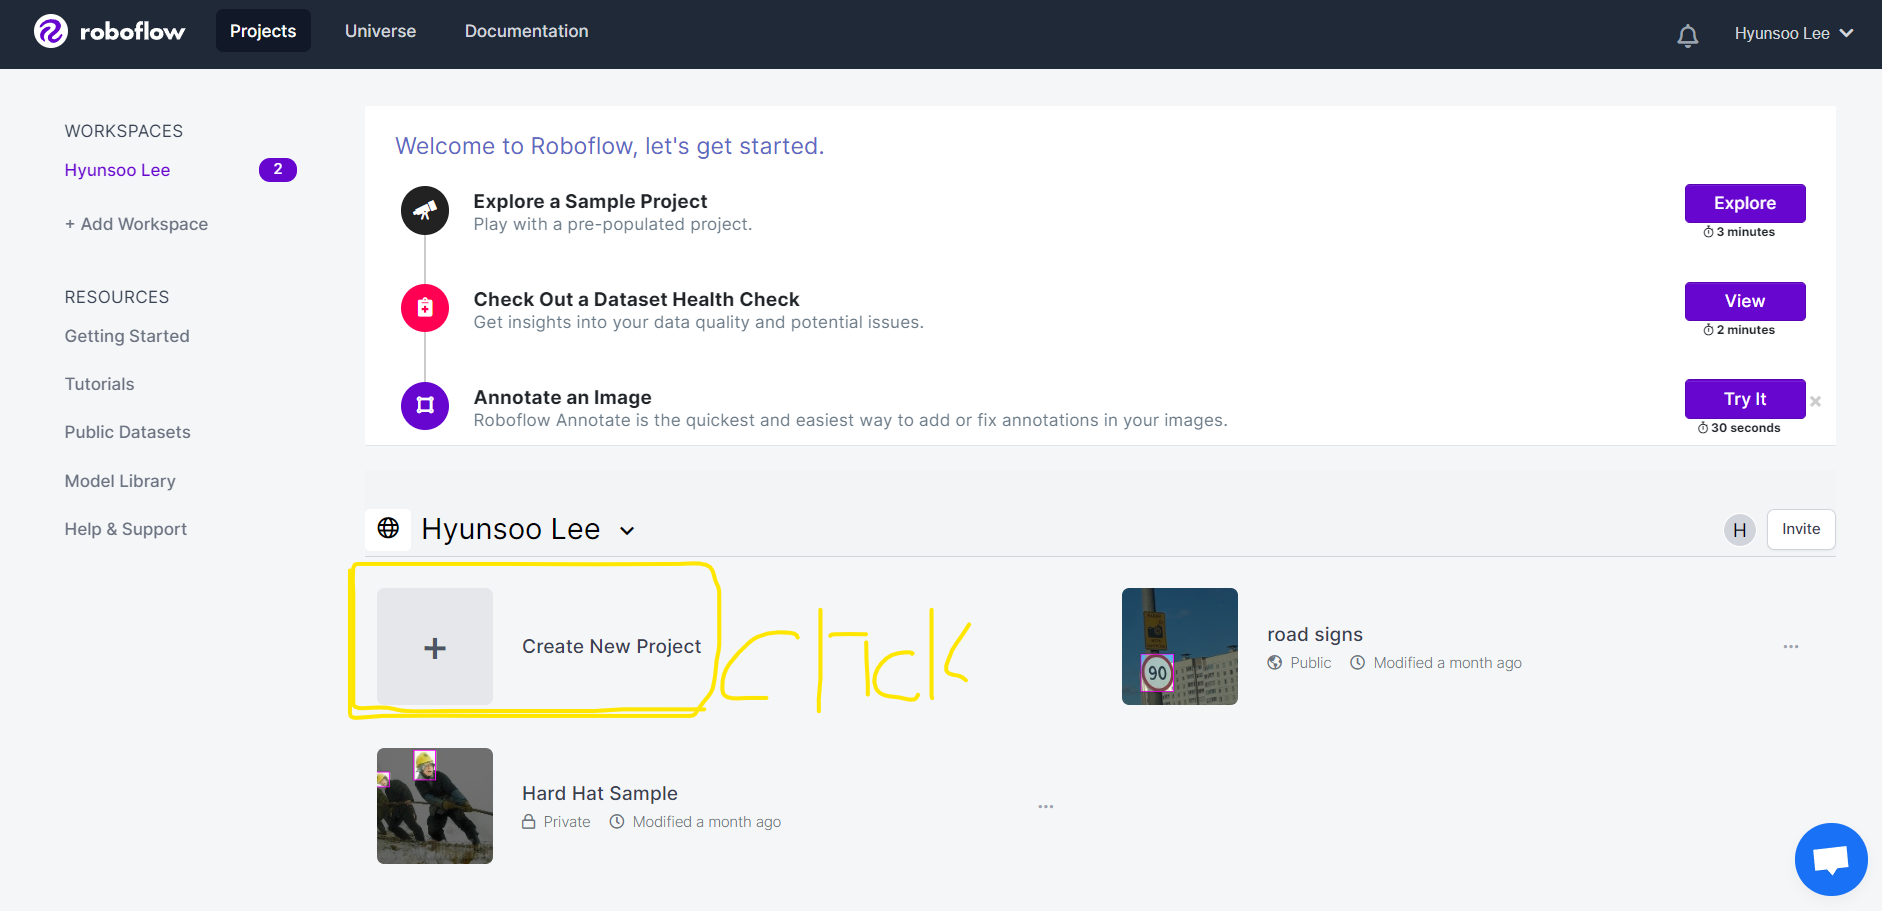 roboflow
Projects
Universe
Documentation
Hyunsoo Lee
WORKSPACES
Hyunsoo Lee
2
+ Add Workspace
RESOURCES
Getting Started
Tutorials
Public Datasets
Model Library
Help & Support
Welcome to Roboflow, let's get started.
Explore a Sample Project
Play with a pre-populated project.
Explore
3 minutes
Check Out a Dataset Health Check
Get insights into your data quality and potential issues.
View
2 minutes
Annotate an Image
Roboflow Annotate is the quickest and easiest way to add or fix annotations in your images.
Try It
30 seconds
Hyunsoo Lee
H
Invite
Create New Project
click
90
road signs
Public
Modified a month ago
Hard Hat Sample
Private
Modified a month ago